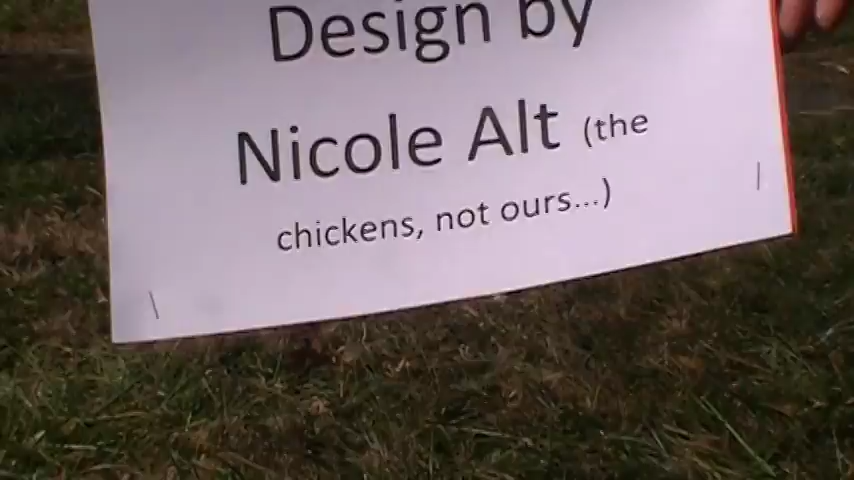 Design by
Nicole Alt (the
chickens, not ours...)